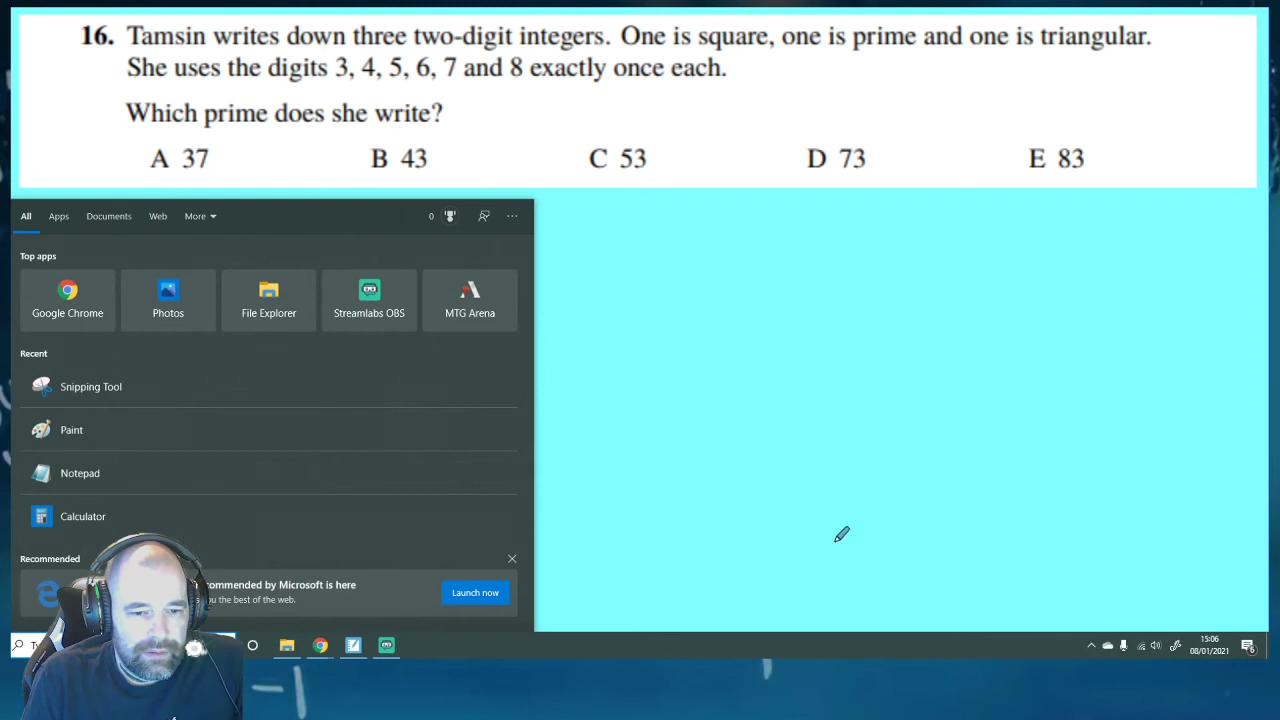 16. Tamsin writes down three two-digit integers. One is square, one is prime and one is triangular.
She uses the digits 3, 4, 5, 6, 7 and 8 exactly once each.
Which prime does she write?
A 37 B 43 C 53 D 73 E 83
All Apps Documents Web More 0 ...
Top apps
Google Chrome Photos File Explorer Streamlabs OBS MTG Arena
Recent
Snipping Tool
Paint
Notepad
Calculator
Recommended
commended by Microsoft is here
you the best of the web.
Launch now
15:06
08/01/2021
6